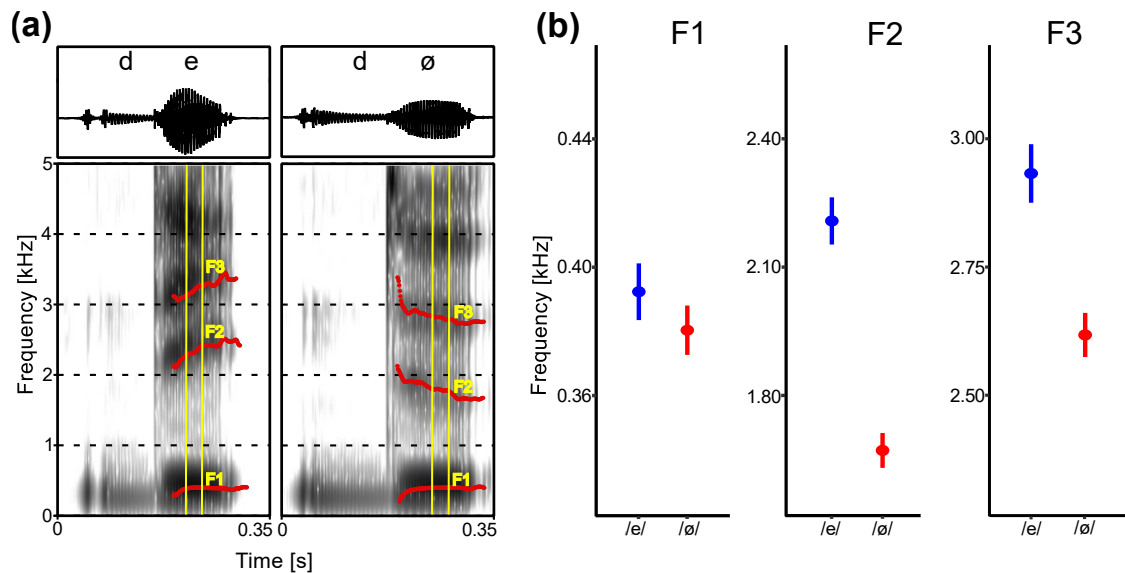 (a)
d e
d ø
5
4
3
2
1
0
Frequency [kHz]
F3
F2
F1
F3
F2
F1
0 0.35
0 0.35
Time [s]
(b)
F1 F2 F3
Frequency [kHz]
0.44
0.40
0.36
/e/ /ø/
2.40
2.10
1.80
/e/ /ø/
3.00
2.75
2.50
/e/ /ø/